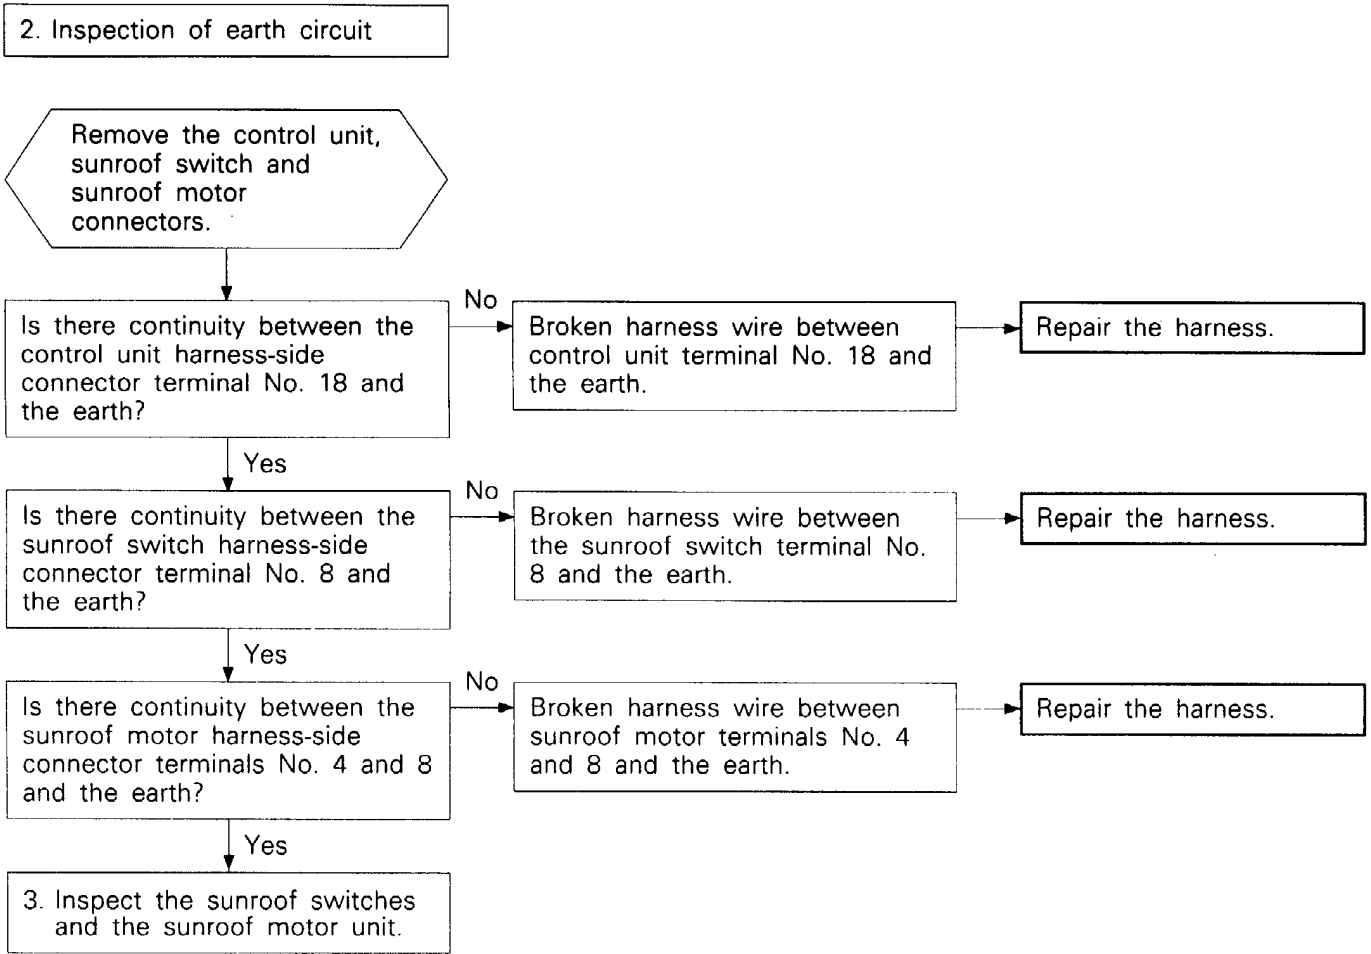 2. Inspection of earth circuit
Remove the control unit,
sunroof switch and
sunroof motor
connectors.
Is there continuity between the
control unit harness-side
connector terminal No. 18 and
the earth?
No
Broken harness wire between
control unit terminal No. 18 and
the earth.
Repair the harness.
Yes
Is there continuity between the
sunroof switch harness-side
connector terminal No. 8 and
the earth?
No
Broken harness wire between
the sunroof switch terminal No.
8 and the earth.
Repair the harness.
Yes
Is there continuity between the
sunroof motor harness-side
connector terminals No. 4 and 8
and the earth?
No
Broken harness wire between
sunroof motor terminals No. 4
and 8 and the earth.
Repair the harness.
Yes
3. Inspect the sunroof switches
and the sunroof motor unit.